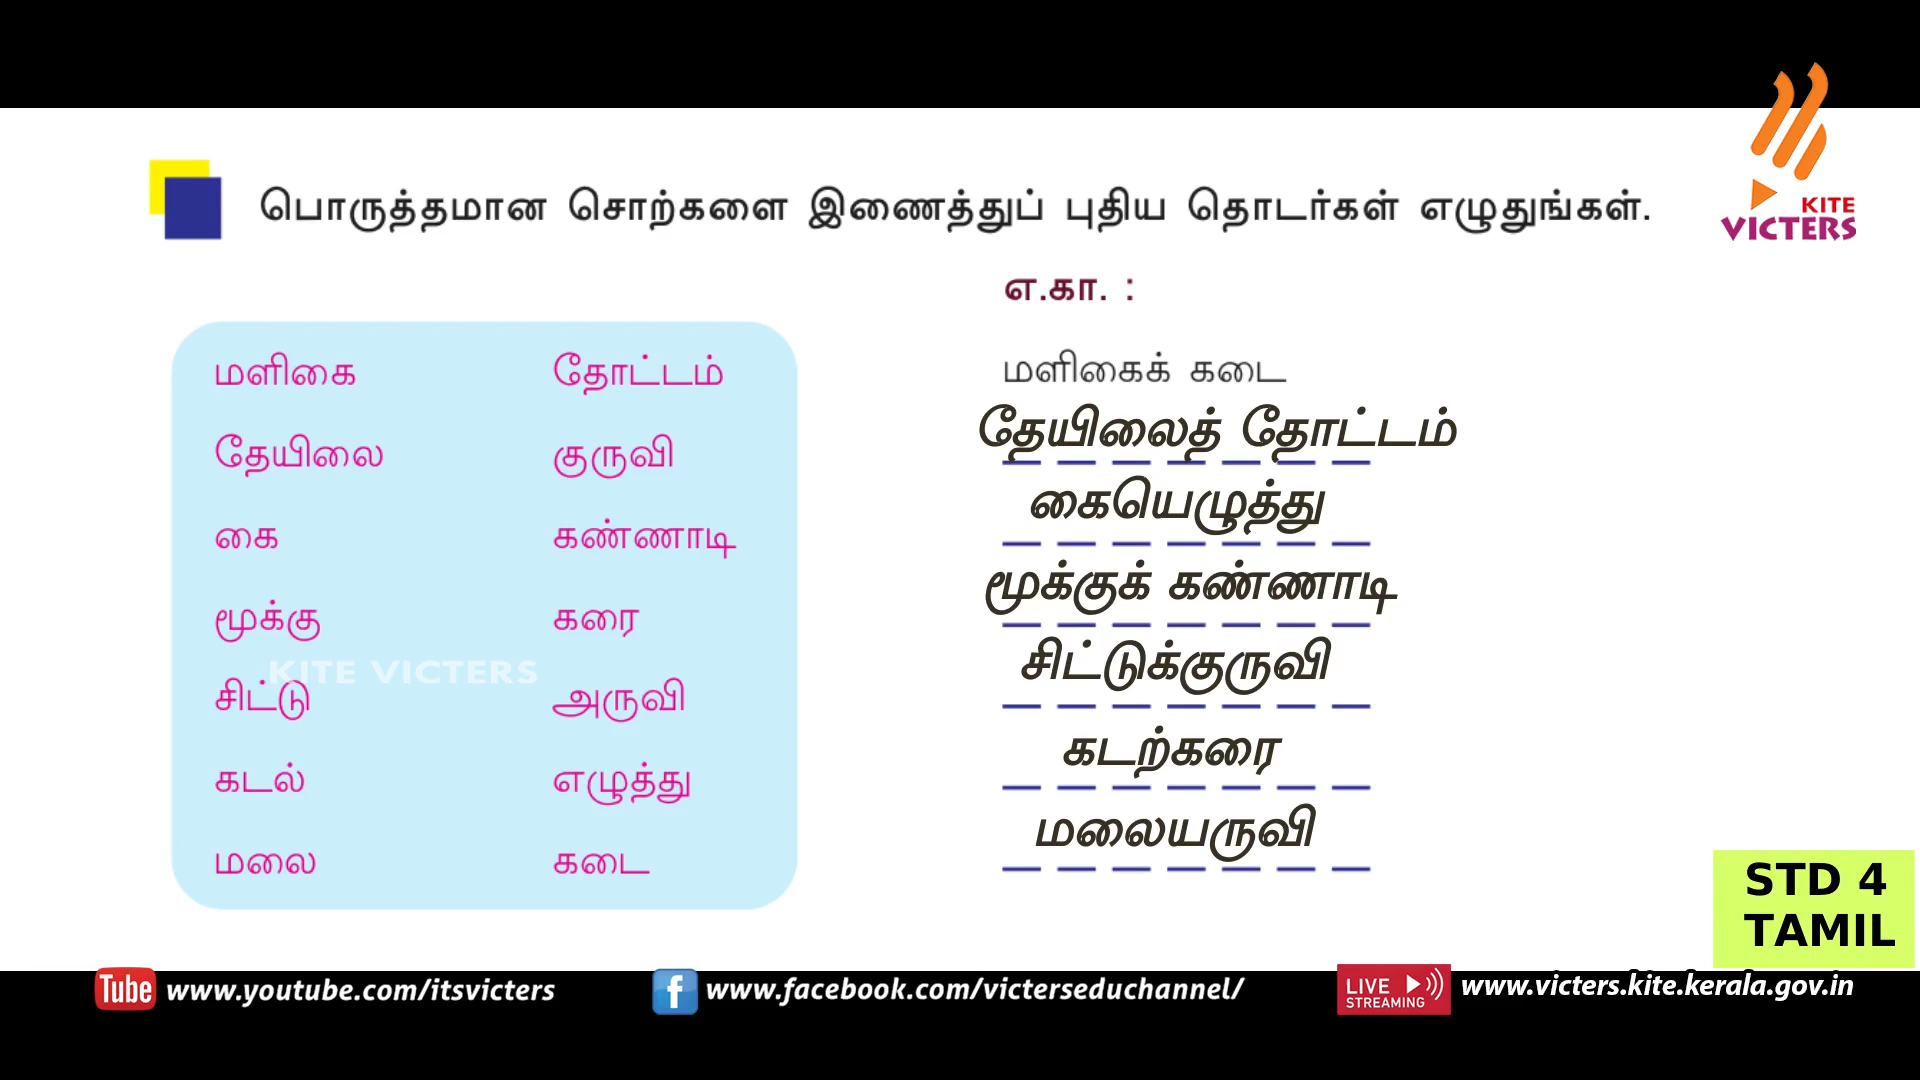 பொருத்தமான சொற்களை இணைத்துப் புதிய தொடர்கள் எழுதுங்கள்.
KITE
VICTERS
எ.கா. :
மளிகை தோட்டம்
தேயிலை குருவி
கை கண்ணாடி
மூக்கு கரை
KITE VICTERS
சிட்டு அருவி
கடல் எழுத்து
மலை கடை
மளிகைக் கடை
தேயிலைத் தோட்டம்
கையெழுத்து
மூக்குக் கண்ணாடி
சிட்டுக்குருவி
கடற்கரை
மலையருவி
STD 4
TAMIL
Tube www.youtube.com/itsvicters
f www.facebook.com/victerseduchannel/
LIVE
STREAMING
www.victers.kite.kerala.gov.in